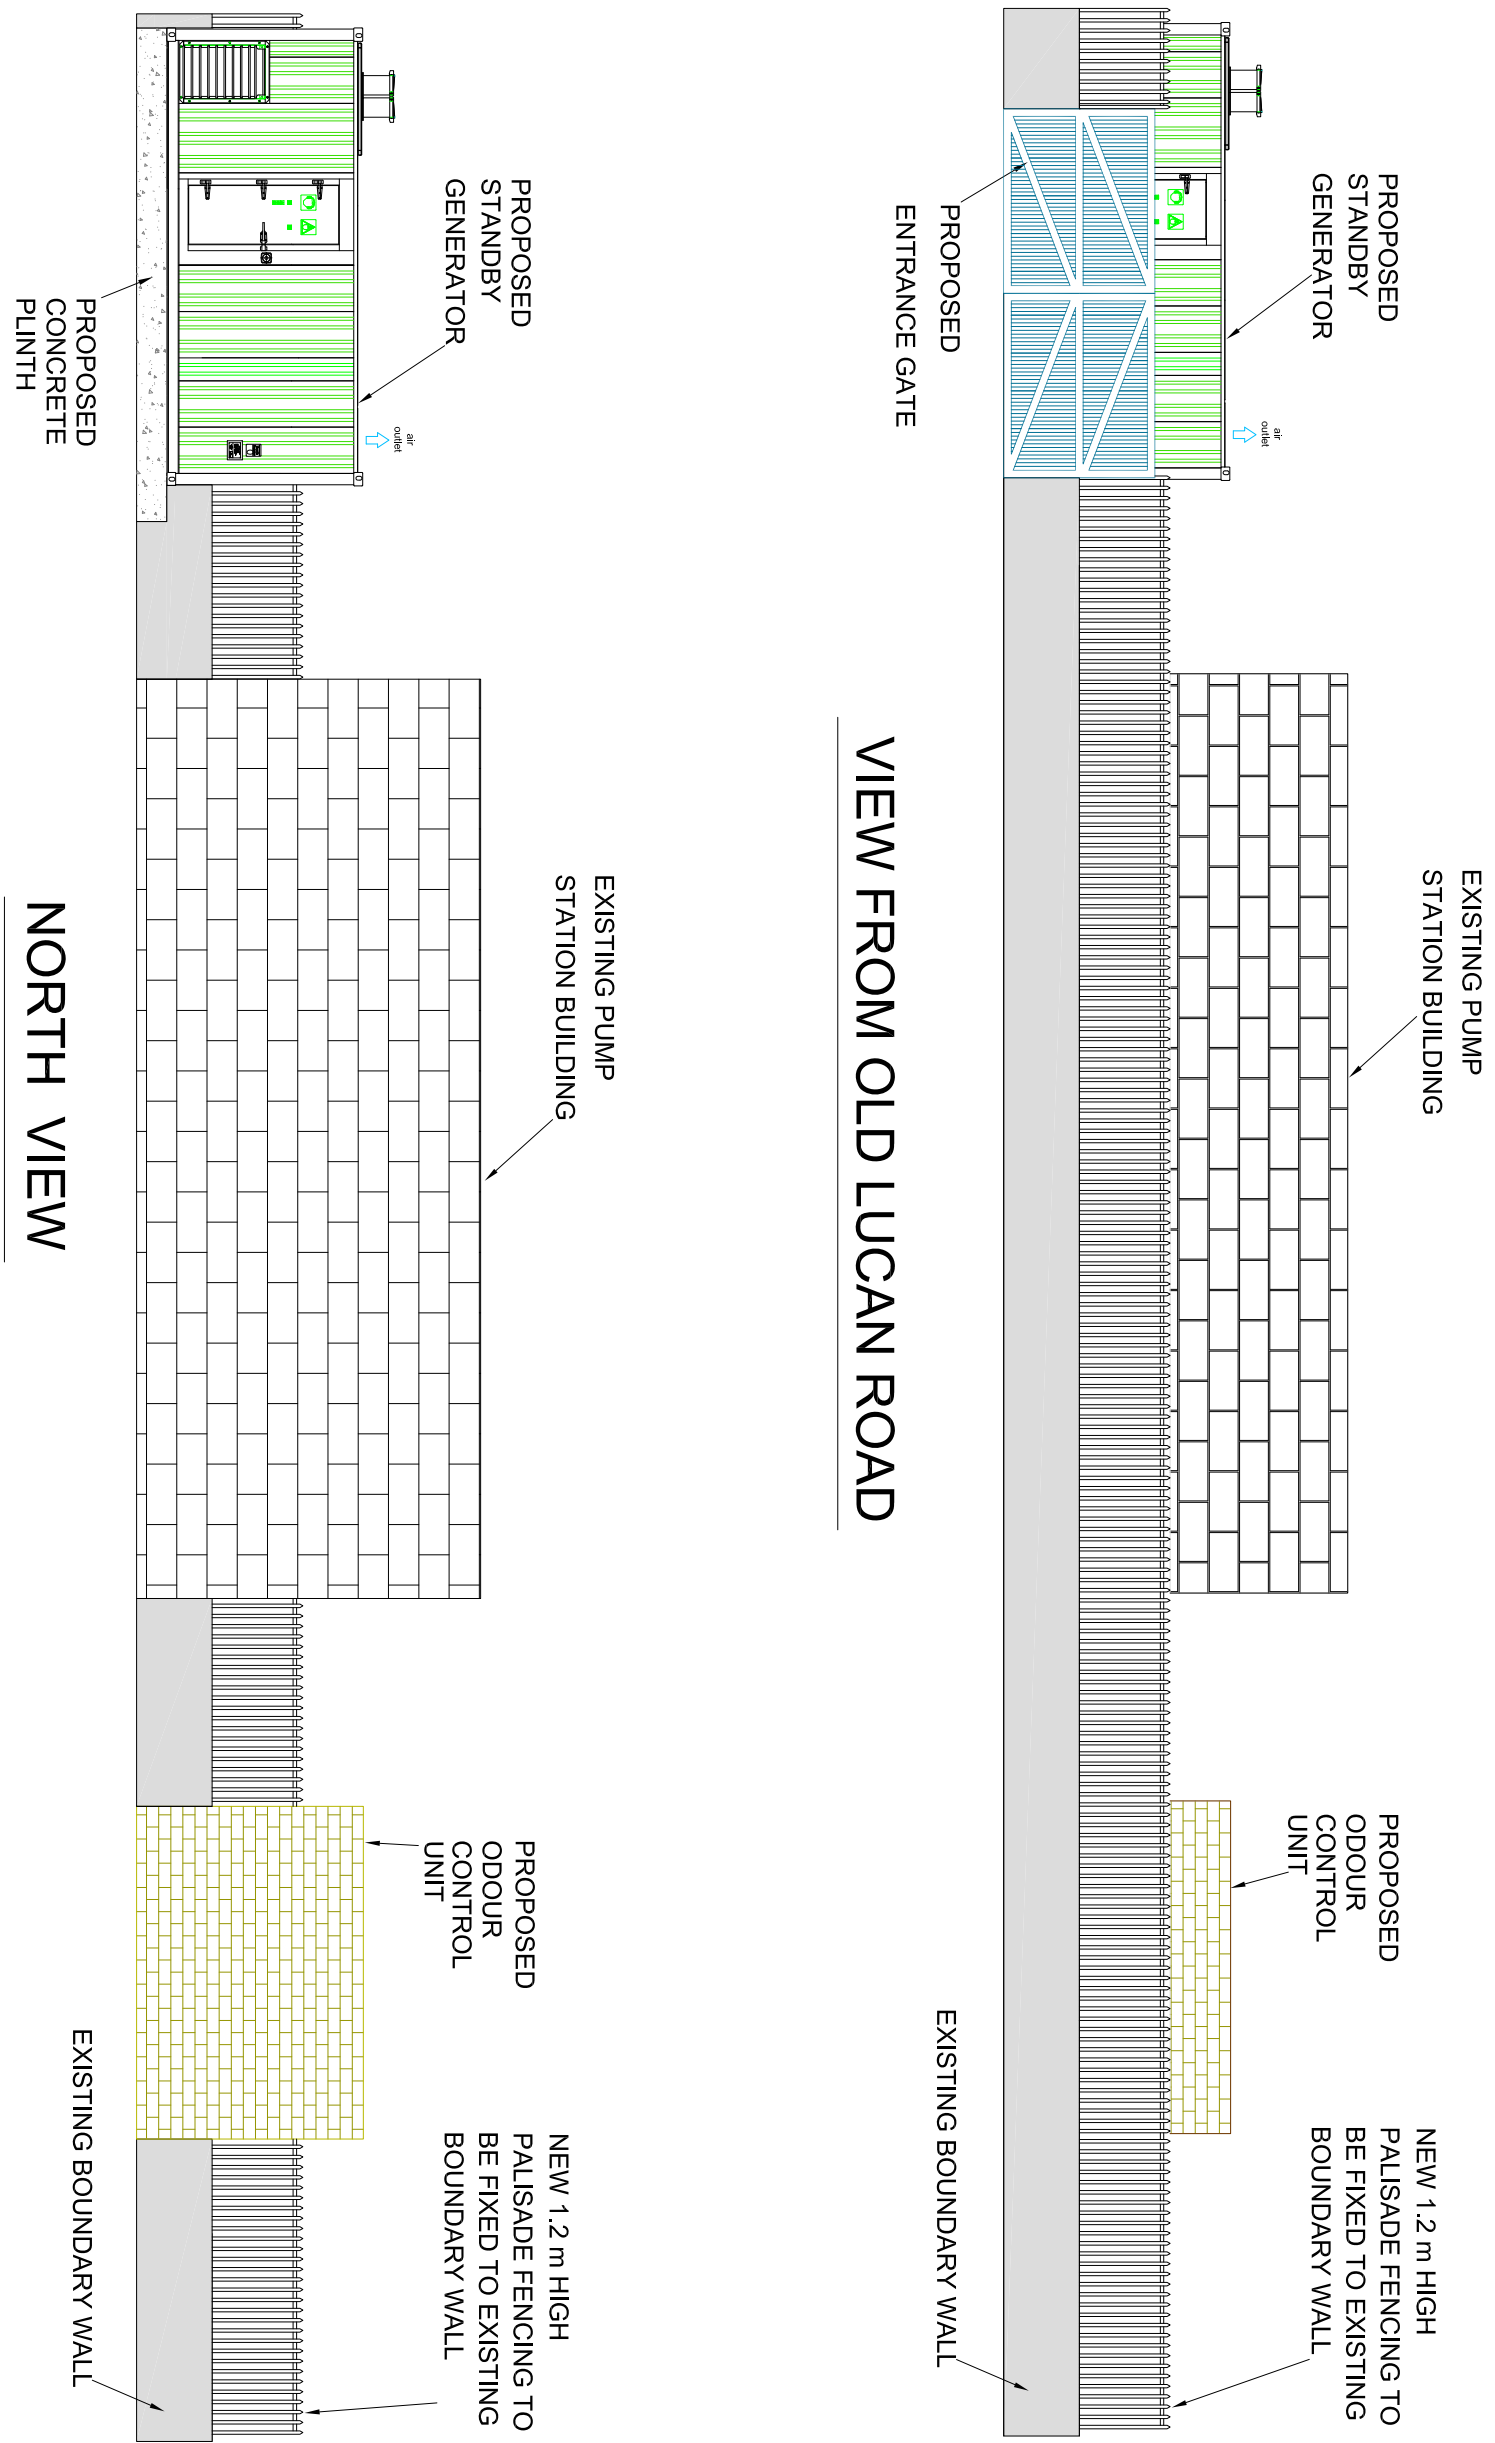 PROPOSED
STANDBY
GENERATOR
air
outlet
PROPOSED
ENTRANCE GATE
EXISTING PUMP
STATION BUILDING
PROPOSED
ODOUR
CONTROL
UNIT
NEW 1.2 m HIGH
PALISADE FENCING TO
BE FIXED TO EXISTING
BOUNDARY WALL
EXISTING BOUNDARY WALL
VIEW FROM OLD LUCAN ROAD
PROPOSED
STANDBY
GENERATOR
air
outlet
PROPOSED
CONCRETE
PLINTH
EXISTING PUMP
STATION BUILDING
PROPOSED
ODOUR
CONTROL
UNIT
NEW 1.2 m HIGH
PALISADE FENCING TO
BE FIXED TO EXISTING
BOUNDARY WALL
EXISTING BOUNDARY WALL
NORTH VIEW